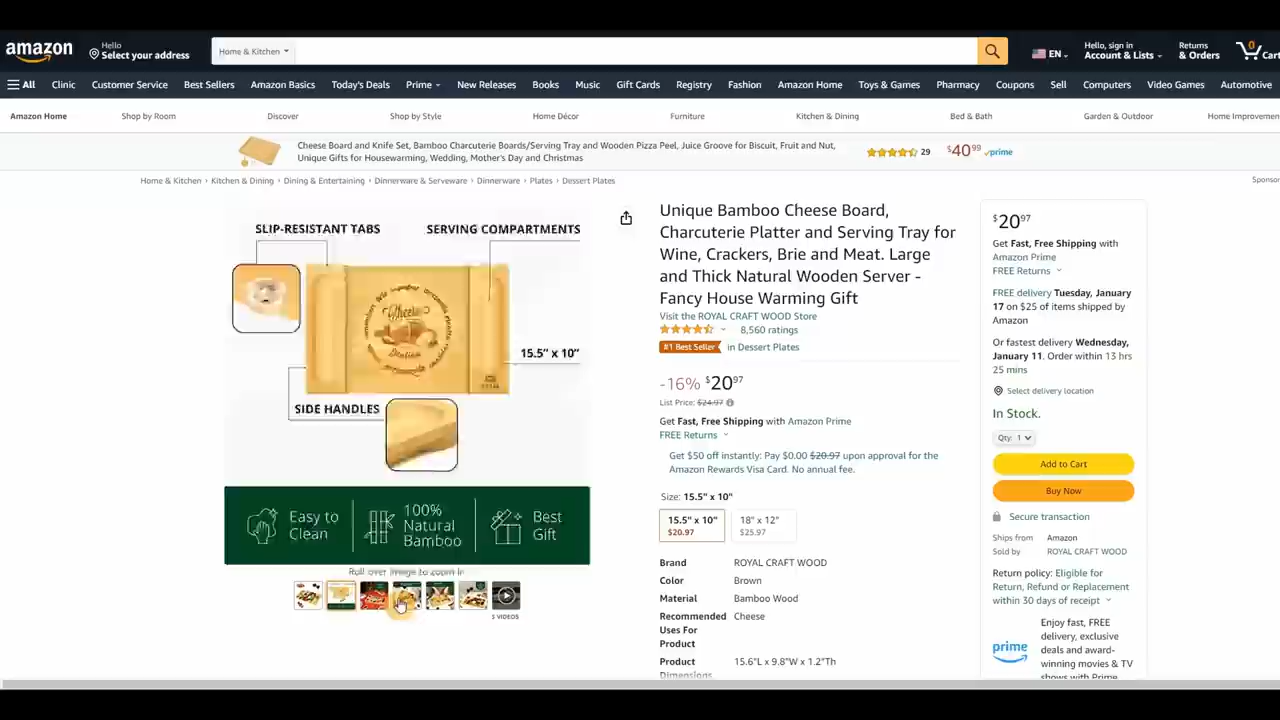 amazon
Hello
Select your address
Home & Kitchen
EN
Hello, sign in
Account & Lists
Returns
& Orders
0
Cart
All
Clinic
Customer Service
Best Sellers
Amazon Basics
Today's Deals
Prime
New Releases
Books
Music
Gift Cards
Registry
Fashion
Amazon Home
Toys & Games
Pharmacy
Coupons
Sell
Computers
Video Games
Automotive
Amazon Home
Shop by Room
Discover
Shop by Style
Home Décor
Furniture
Kitchen & Dining
Bed & Bath
Garden & Outdoor
Home Improvemen
Cheese Board and Knife Set, Bamboo Charcuterie Boards/Serving Tray and Wooden Pizza Peel, Juice Groove for Biscuit, Fruit and Nut,
Unique Gifts for Housewarming, Wedding, Mother's Day and Christmas
29
$40.99
prime
Home & Kitchen › Kitchen & Dining › Dining & Entertaining › Dinnerware & Serveware › Dinnerware › Plates › Dessert Plates
Sponsor
SLIP-RESISTANT TABS
SERVING COMPARTMENTS
15.5” x 10”
SIDE HANDLES
Easy to
Clean
100%
Natural
Bamboo
Best
Gift
Roll over image to zoom in
3 VIDEOS
Unique Bamboo Cheese Board,
Charcuterie Platter and Serving Tray for
Wine, Crackers, Brie and Meat. Large
and Thick Natural Wooden Server -
Fancy House Warming Gift
Visit the ROYAL CRAFT WOOD Store
8,560 ratings
#1 Best Seller
in Dessert Plates
-16% $20.97
List Price: $24.97
Get Fast, Free Shipping with Amazon Prime
FREE Returns
Get $50 off instantly: Pay $0.00 $20.97 upon approval for the
Amazon Rewards Visa Card. No annual fee.
Size: 15.5" x 10"
15.5" x 10"
$20.97
18" x 12"
$25.97
Brand ROYAL CRAFT WOOD
Color Brown
Material Bamboo Wood
Recommended Cheese
Uses For
Product
Product 15.6"L x 9.8"W x 1.2"Th
Dimensions
$20.97
Get Fast, Free Shipping with
Amazon Prime
FREE Returns
FREE delivery Tuesday, January
17 on $25 of items shipped by
Amazon
Or fastest delivery Wednesday,
January 11. Order within 13 hrs
25 mins
Select delivery location
In Stock.
Qty: 1
Add to Cart
Buy Now
Secure transaction
Ships from Amazon
Sold by ROYAL CRAFT WOOD
Return policy: Eligible for
Return, Refund or Replacement
within 30 days of receipt
prime
Enjoy fast, FREE
delivery, exclusive
deals and award-
winning movies & TV
shows with Prime